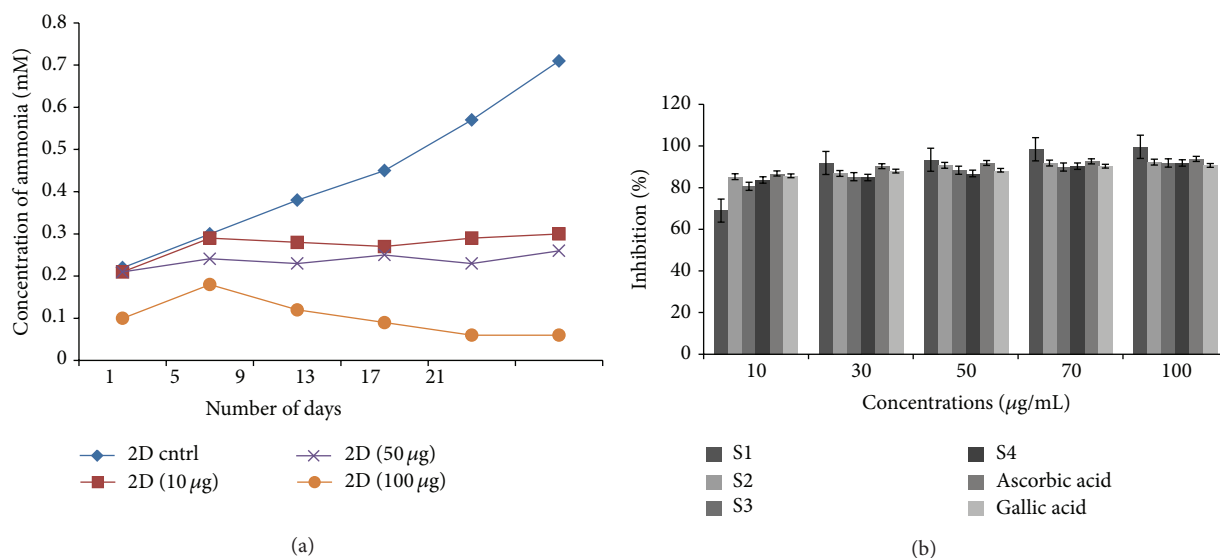 0.8
0.7
0.6
0.5
0.4
0.3
0.2
0.1
0
Concentration of ammonia (mM)
1 5 9 13 17 21
Number of days
2D cntrl
2D (10 μg)
2D (50 μg)
2D (100 μg)
(a)
120
100
80
60
40
20
0
Inhibition (%)
10 30 50 70 100
Concentrations (μg/mL)
S1
S2
S3
S4
Ascorbic acid
Gallic acid
(b)